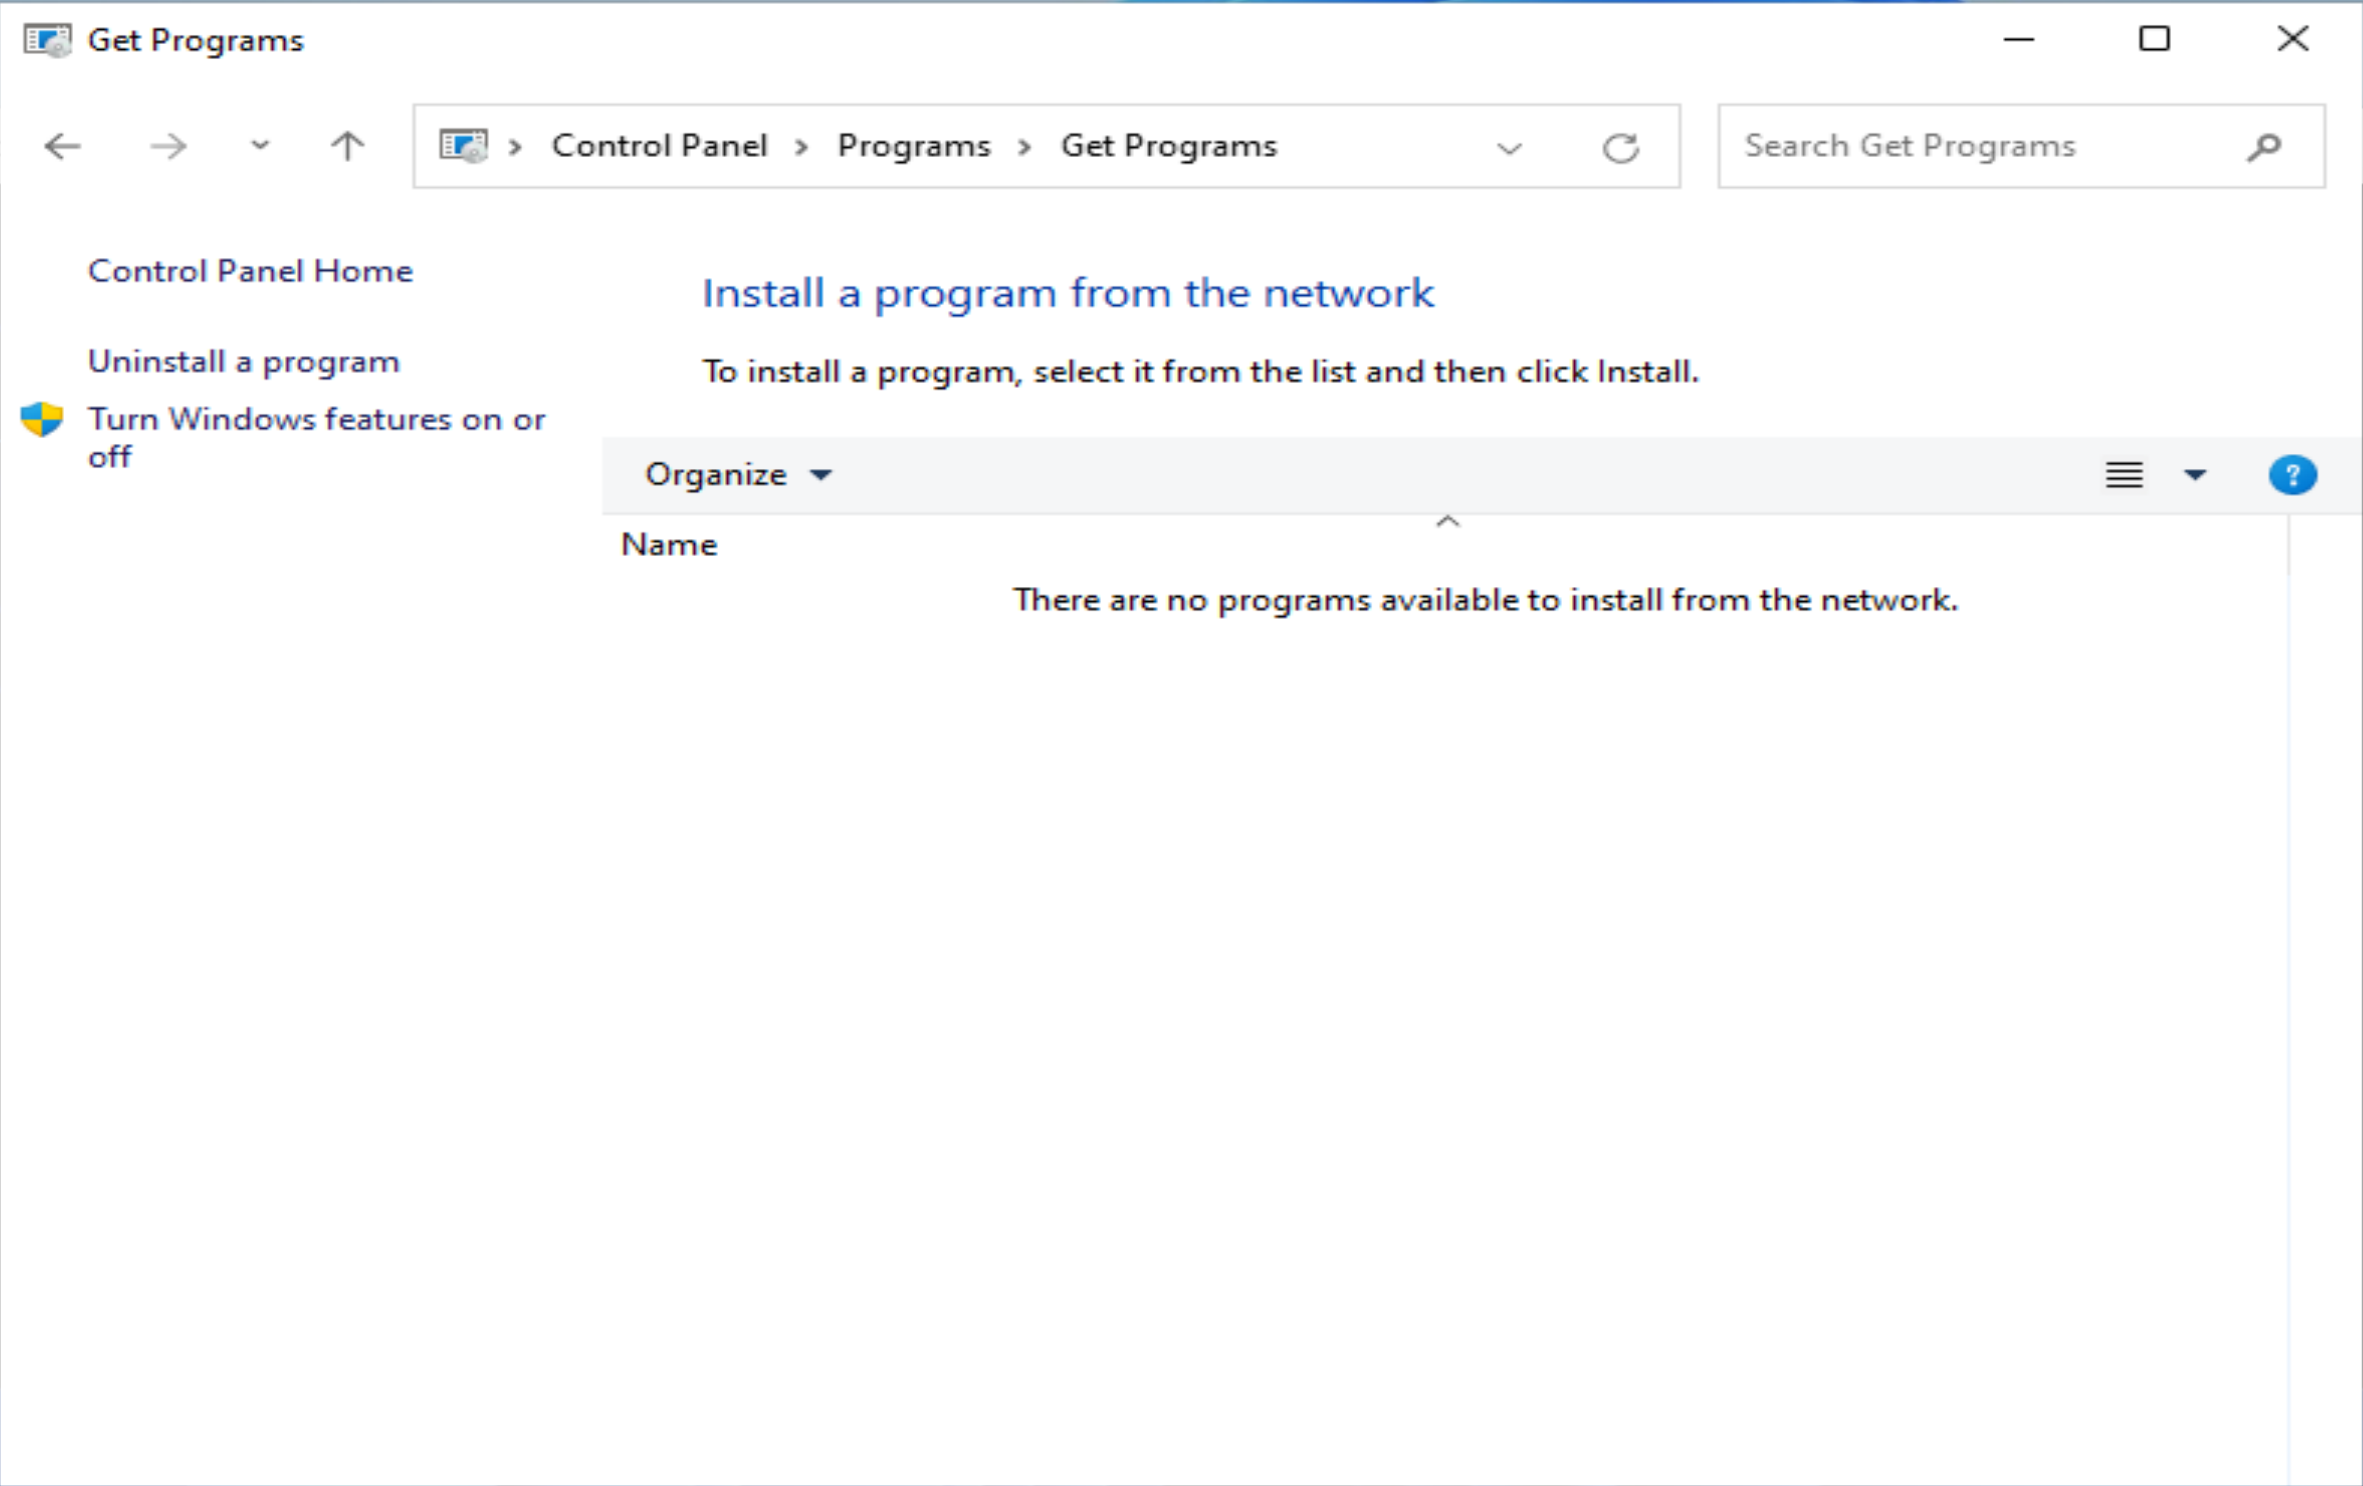 Get Programs
Control Panel > Programs > Get Programs
Search Get Programs
Control Panel Home
Uninstall a program
Turn Windows features on or
off
Install a program from the network
To install a program, select it from the list and then click Install.
Organize
?
Name
There are no programs available to install from the network.